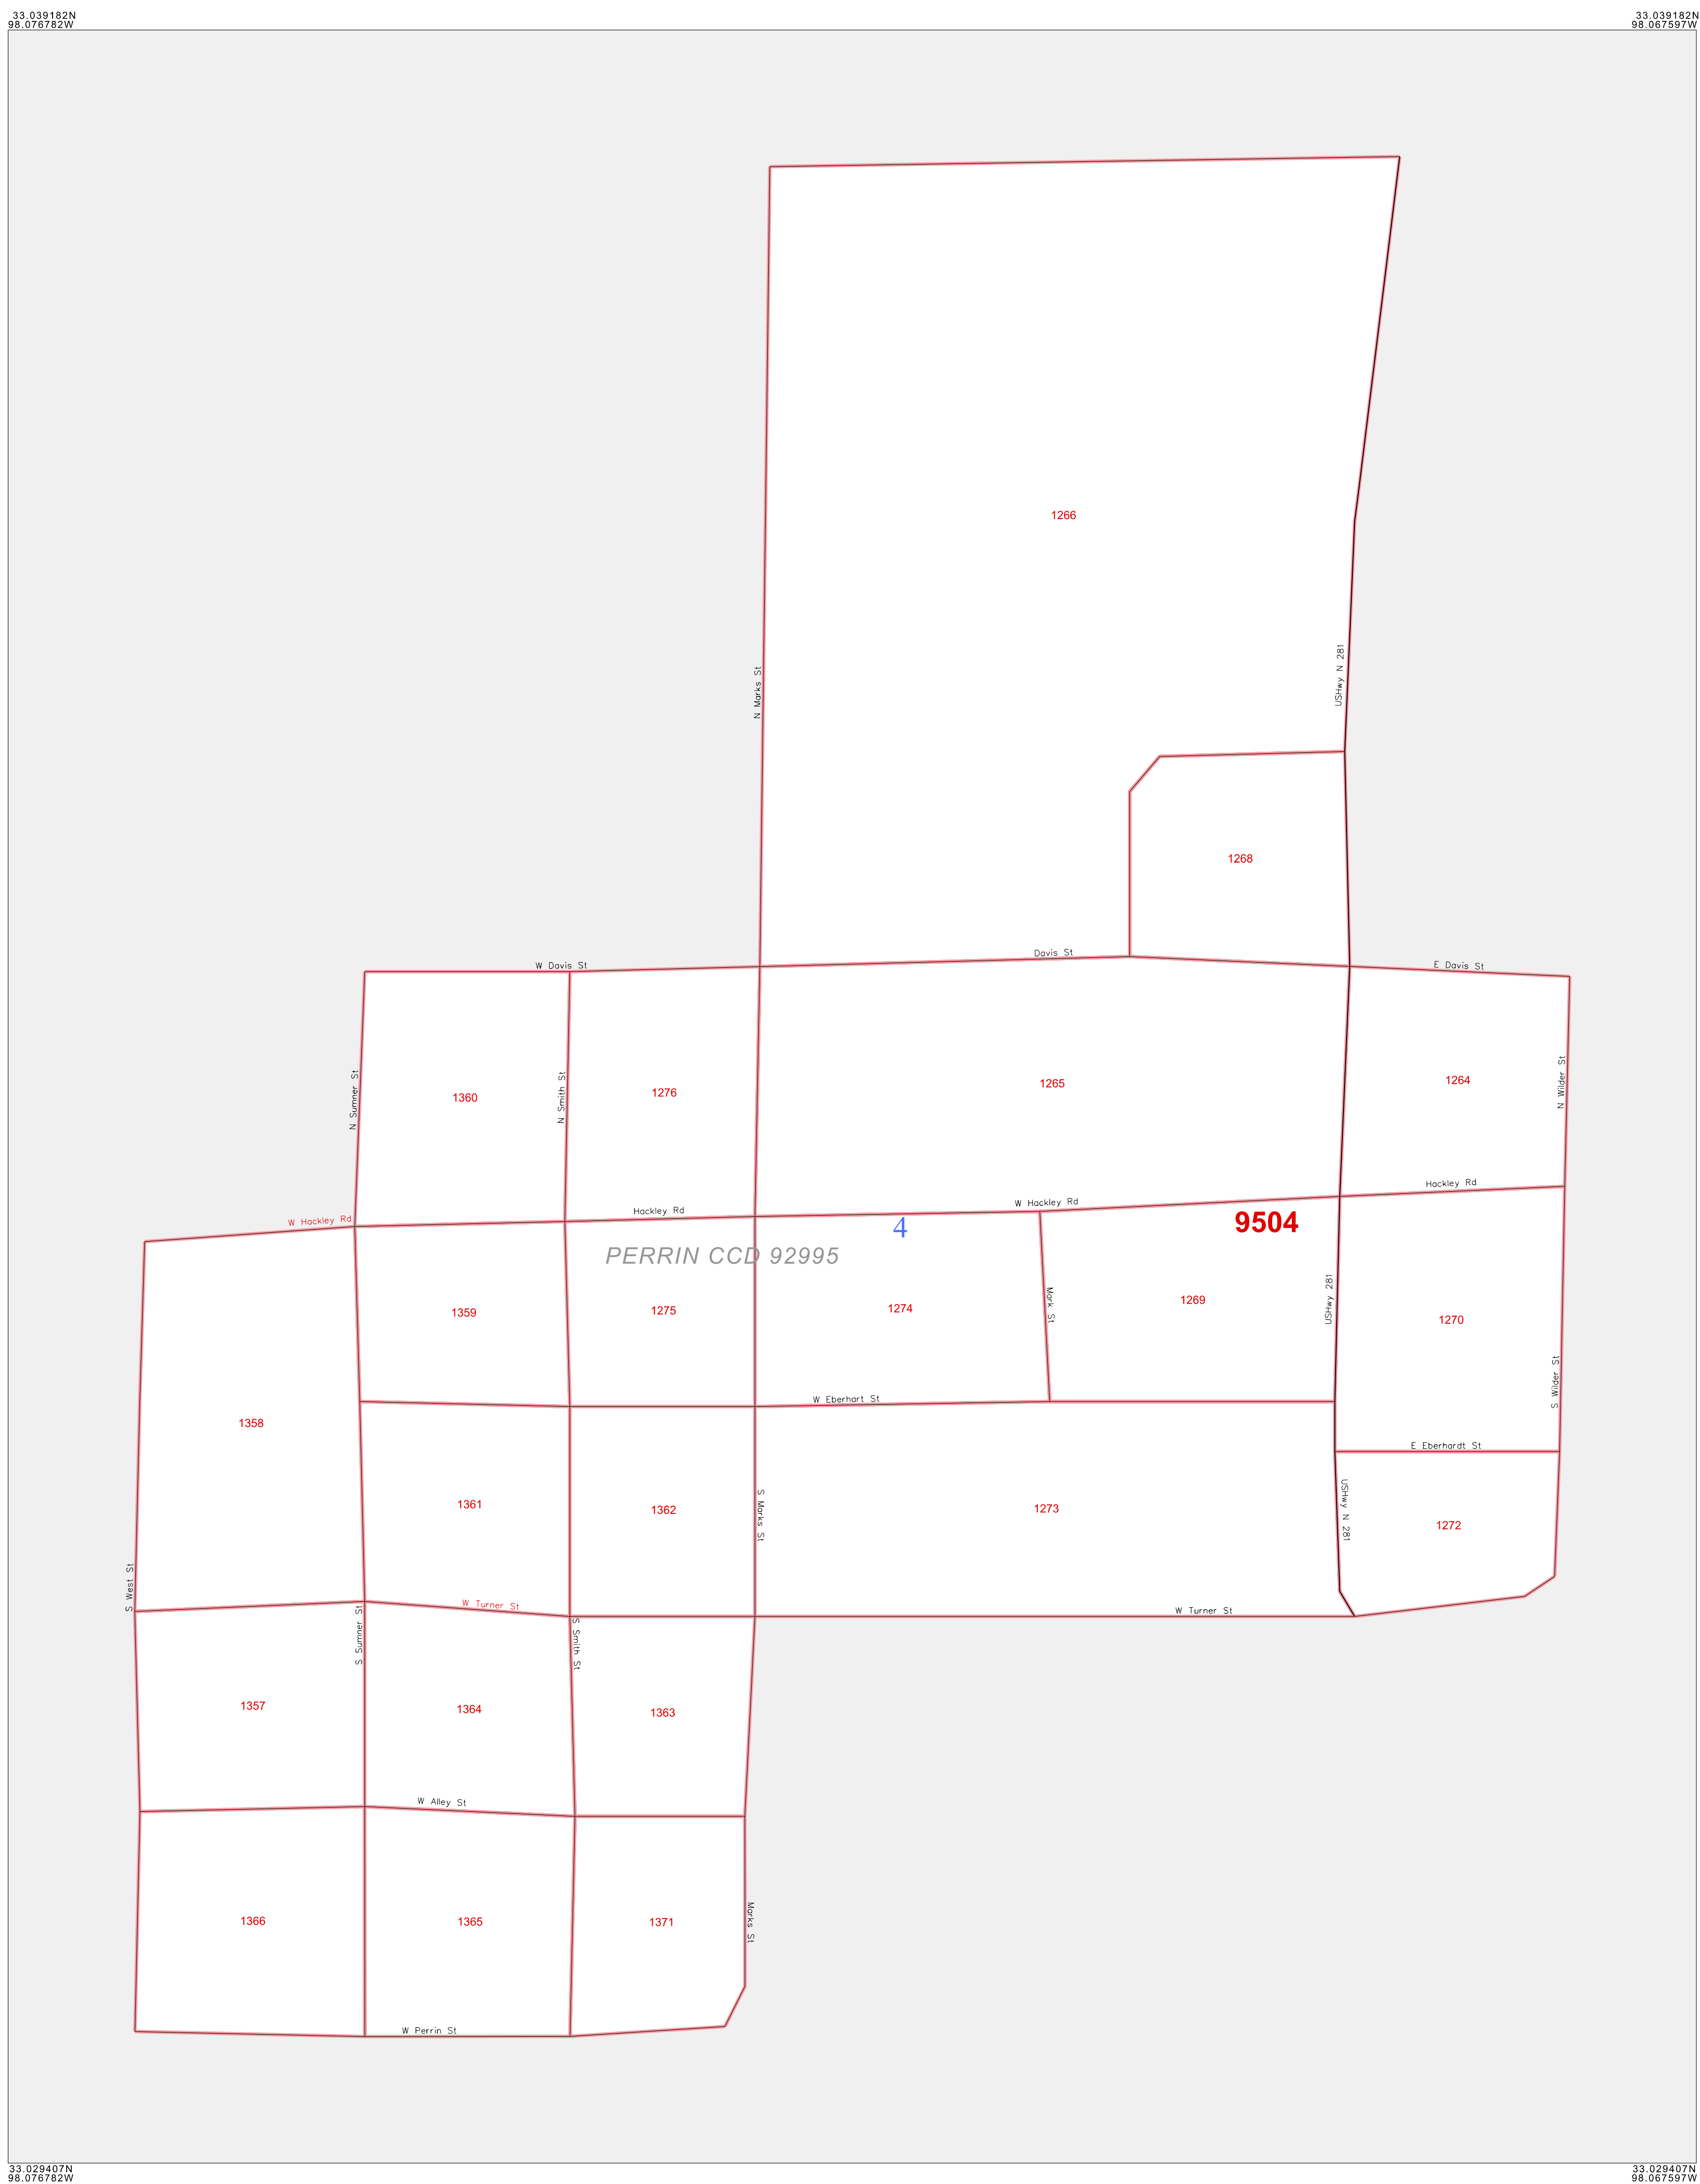 33.039182N
98.076782W
33.039182N
98.067597W
1266
N Marks St
USHwy N 281
1268
W Davis St
Davis St
E Davis St
N Sumner St
1360
N Smith St
1276
1265
1264
N Wilder St
W Hackley Rd
Hackley Rd
W Hackley Rd
Hackley Rd
4
9504
PERRIN CCD 92995
1359
1275
1274
Mark St
1269
USHwy 281
1270
S Wilder St
W Eberhart St
1358
E Eberhardt St
1361
1362
S Marks St
1273
USHwy N 281
1272
S West St
W Turner St
W Turner St
S Sumner St
S Smith St
1357
1364
1363
W Alley St
1366
1365
1371
Marks St
W Perrin St
33.029407N
98.076782W
33.029407N
98.067597W